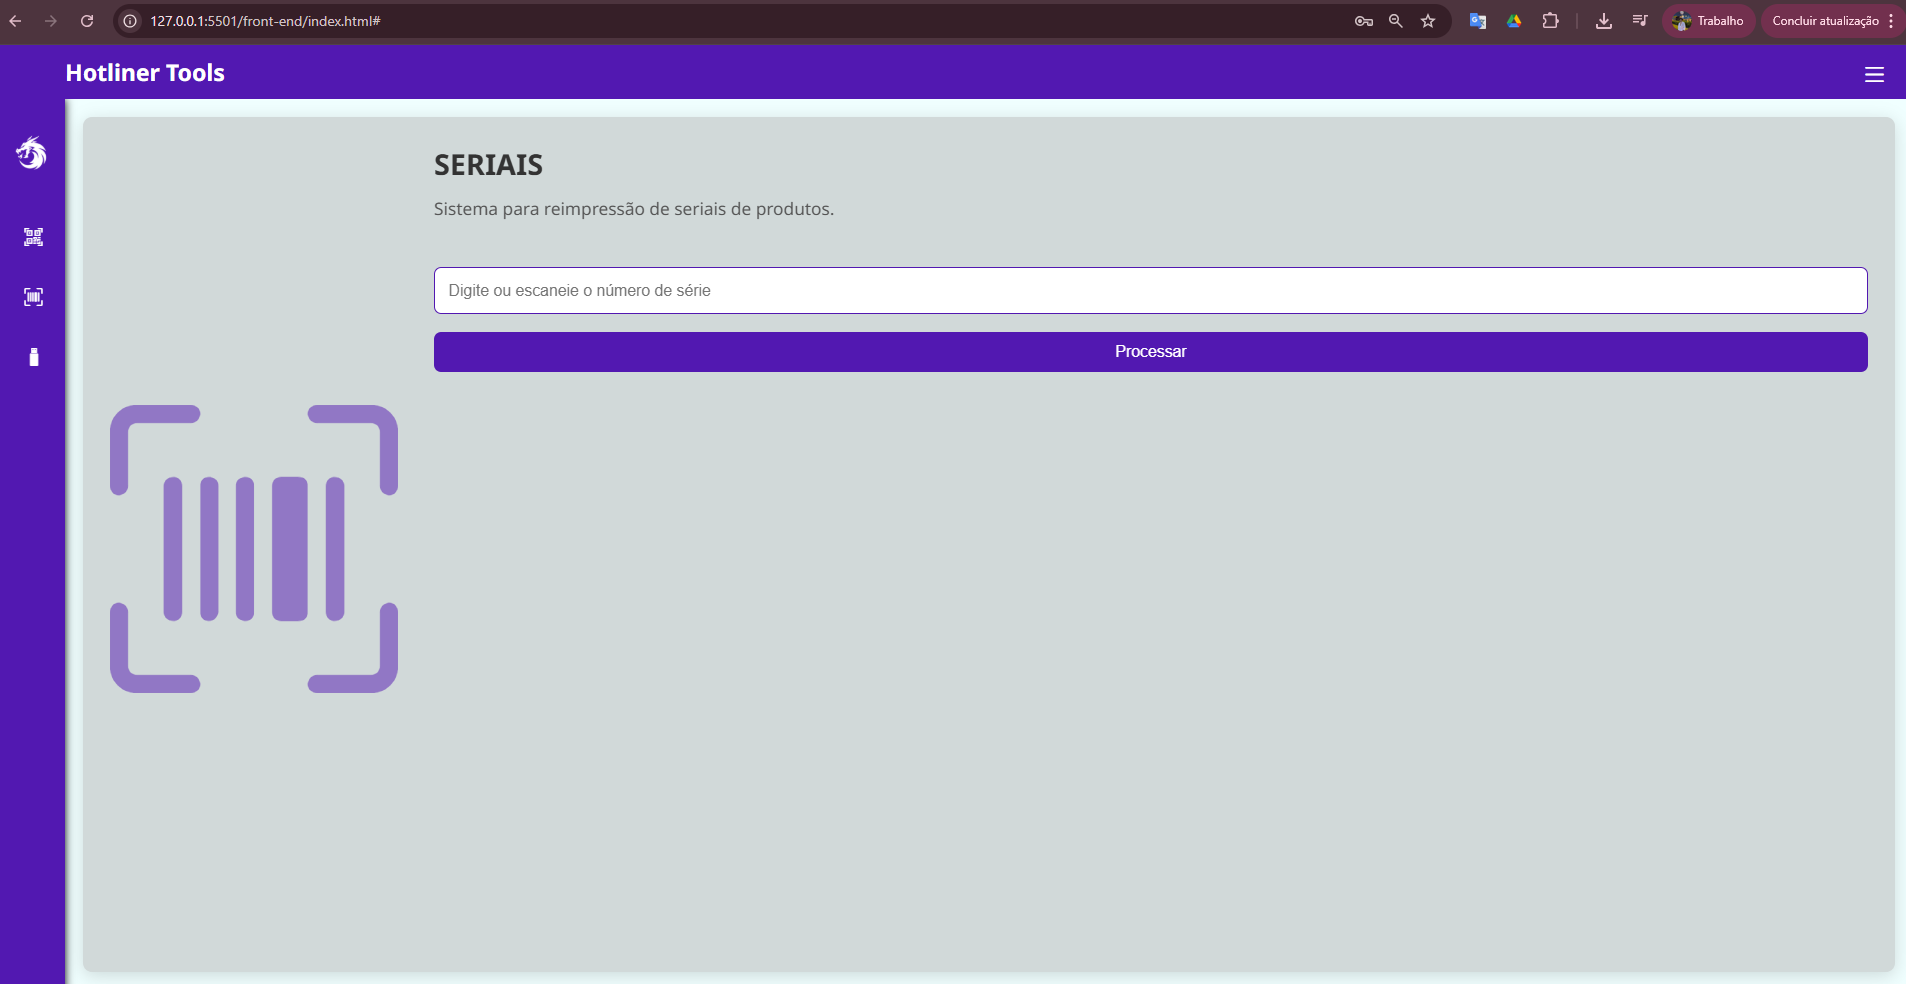 127.0.0.1:5501/front-end/index.html#
Trabalho
Concluir atualização
Hotliner Tools
SERIAIS
Sistema para reimpressão de seriais de produtos.
Digite ou escaneie o número de série
Processar